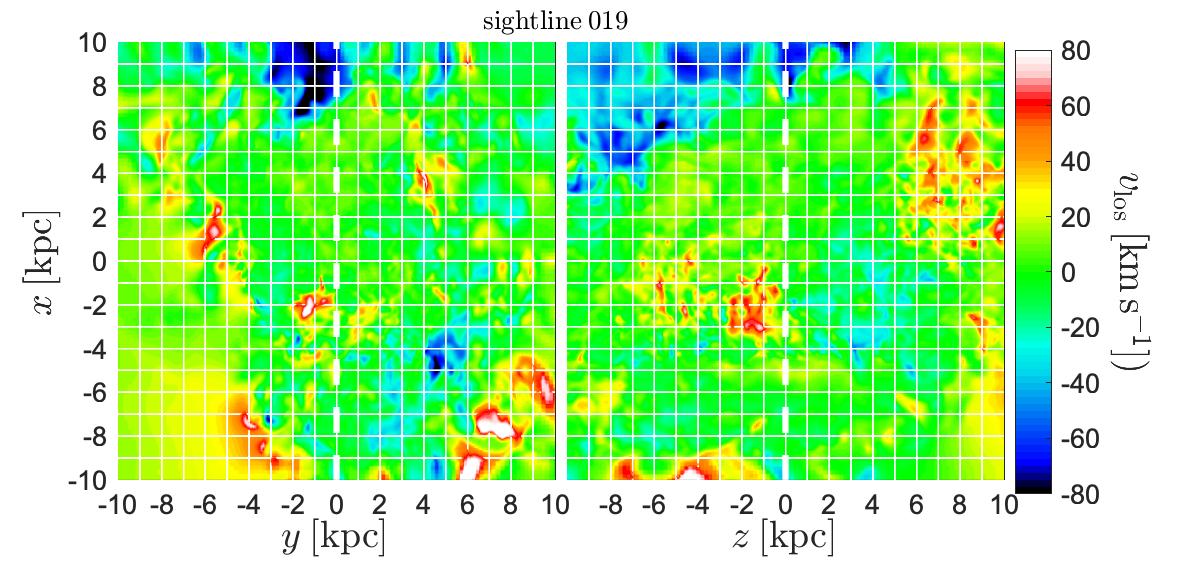 sightline 019
10
8
6
4
2
0
-2
-4
-6
-8
-10
x [kpc]
-10 -8 -6 -4 -2 0 2 4 6 8 10
y [kpc]
-8 -6 -4 -2 0 2 4 6 8 10
z [kpc]
80
60
40
20
0
-20
-40
-60
-80
v_los [km s⁻¹])